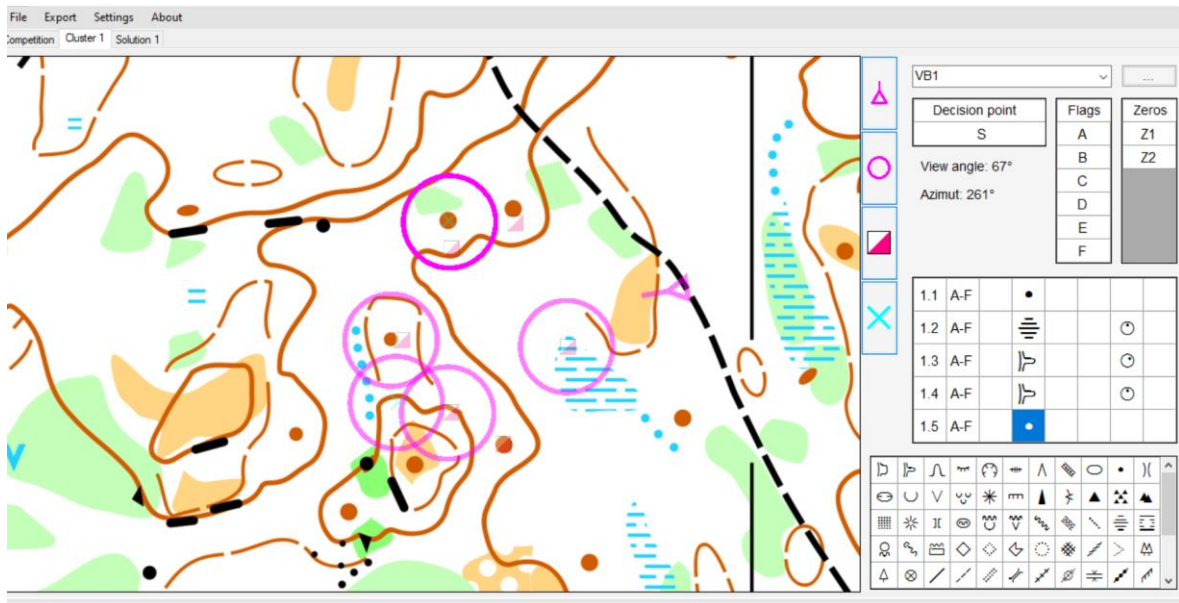 File Export Settings About
Competition Cluster 1 Solution 1
VB1
...
Decision point Flags Zeros
S A Z1
View angle: 67° B Z2
Azimut: 261° C
D
E
F
1.1 A-F
1.2 A-F
1.3 A-F
1.4 A-F
1.5 A-F